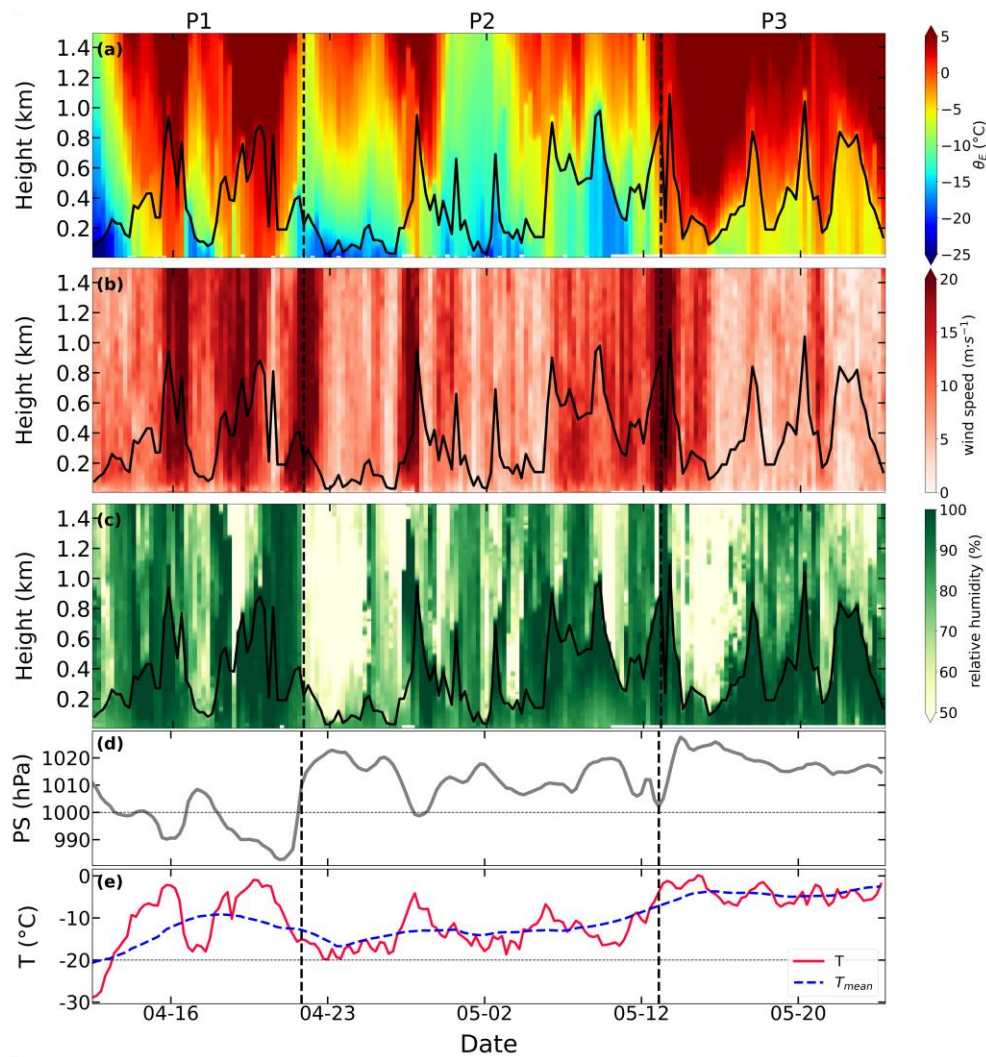 P1 P2 P3
(a)
1.4
1.2
1.0
0.8
0.6
0.4
0.2
Height (km)
5
0
−5
−10
−15
−20
−25
θE (°C)
(b)
1.4
1.2
1.0
0.8
0.6
0.4
0.2
Height (km)
20
15
10
5
0
wind speed (m·s⁻¹)
(c)
1.4
1.2
1.0
0.8
0.6
0.4
0.2
Height (km)
100
90
80
70
60
50
relative humidity (%)
(d)
1020
1010
1000
990
PS (hPa)
(e)
0
-10
-20
-30
T (°C)
T
Tmean
04-16 04-23 05-02 05-12 05-20
Date